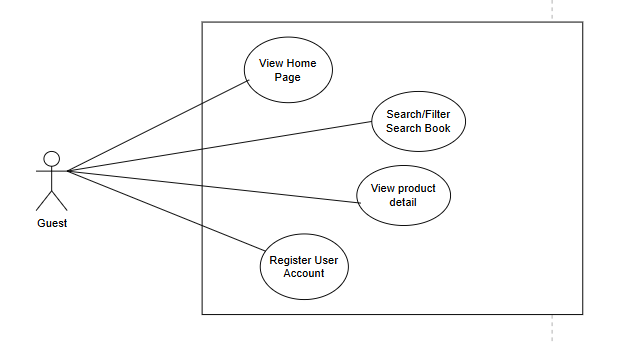 View Home
Page
Search/Filter
Search Book
View product
detail
Guest
Register User
Account